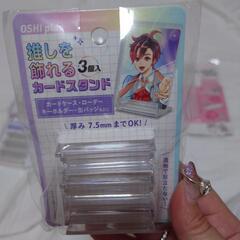 OSHI
推しを
飾れる 3個入
カードスタンド
カードケース・ローダー
キーホルダー・缶バッジなどに
厚み 7.5mmまでOK!